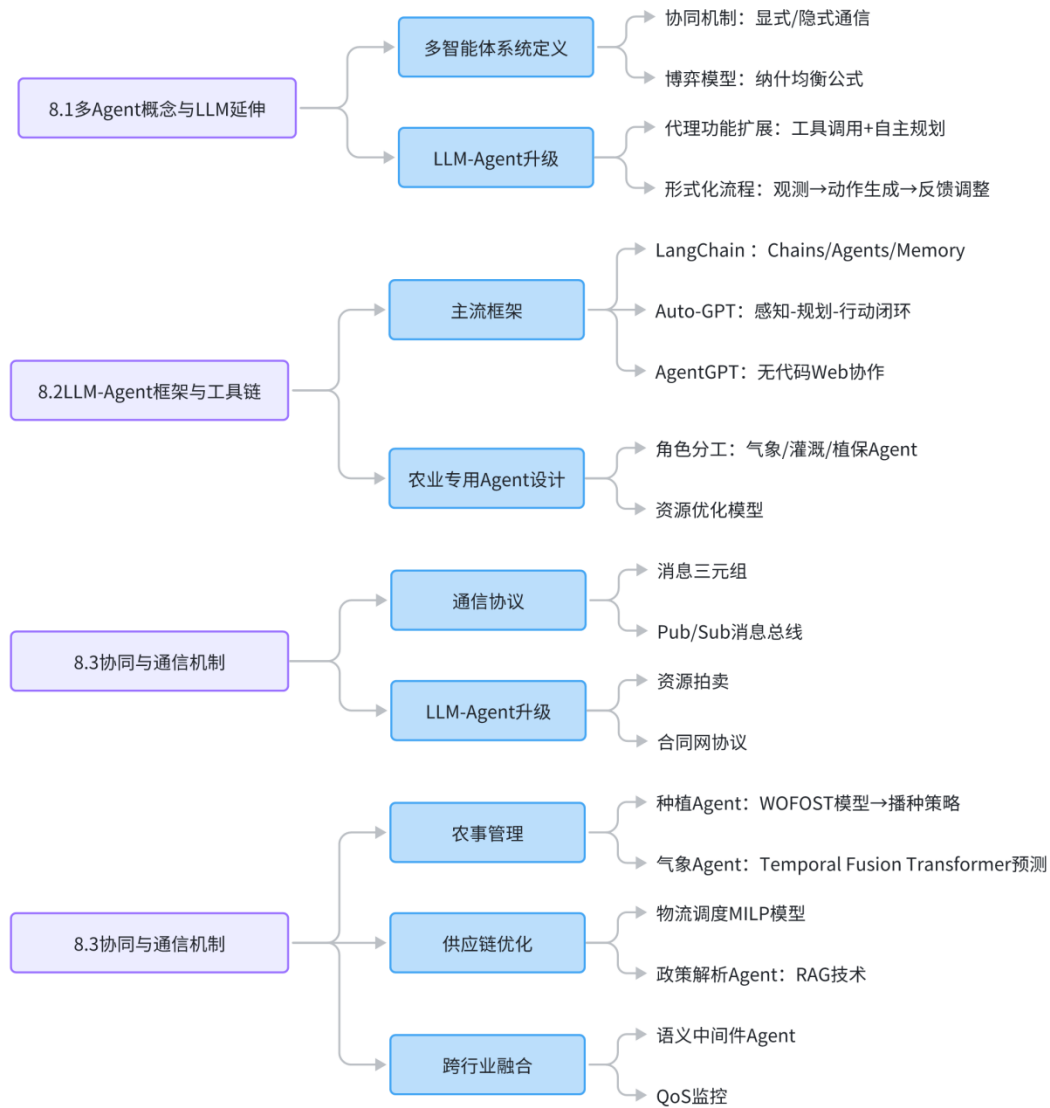 8.1多Agent概念与LLM延伸
多智能体系统定义
协同机制：显式/隐式通信
博弈模型：纳什均衡公式
LLM-Agent升级
代理功能扩展：工具调用+自主规划
形式化流程：观测→动作生成→反馈调整
8.2LLM-Agent框架与工具链
主流框架
LangChain ：Chains/Agents/Memory
Auto-GPT：感知-规划-行动闭环
AgentGPT：无代码Web协作
农业专用Agent设计
角色分工：气象/灌溉/植保Agent
资源优化模型
8.3协同与通信机制
通信协议
消息三元组
Pub/Sub消息总线
LLM-Agent升级
资源拍卖
合同网协议
8.3协同与通信机制
农事管理
种植Agent：WOFOST模型→播种策略
气象Agent：Temporal Fusion Transformer预测
供应链优化
物流调度MILP模型
政策解析Agent：RAG技术
跨行业融合
语义中间件Agent
QoS监控